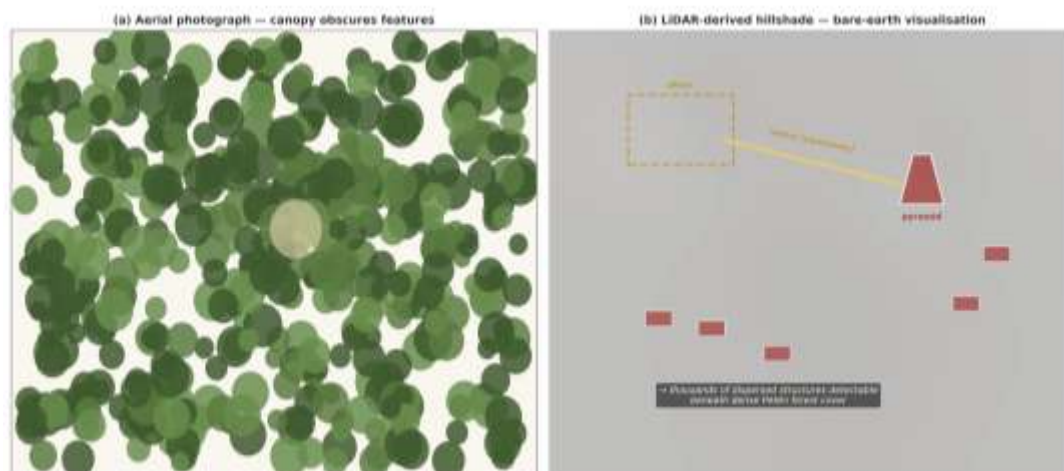 (a) Aerial photograph — canopy obscures features
(b) LiDAR-derived hillshade — bare-earth visualisation
plaza
pyramid
→ thousands of dispersed structures detectable
beneath dense Petén forest cover